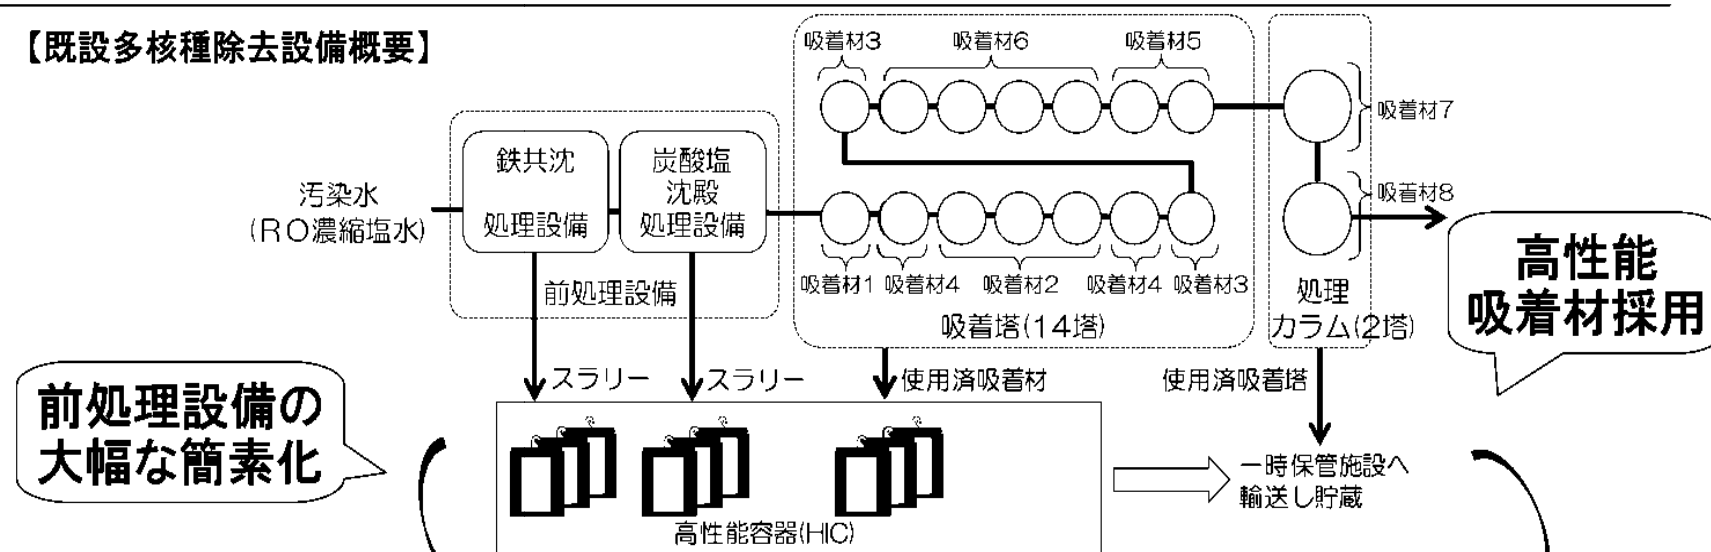 【既設多核種除去設備概要】
吸着材3
吸着材6
吸着材5
吸着材7
鉄共沈
処理設備
炭酸塩
沈殿
処理設備
汚染水
(RO濃縮塩水)
吸着材8
前処理設備
吸着材1
吸着材4
吸着材2
吸着材4
吸着材3
吸着塔(14塔)
処理
カラム(2塔)
高性能
吸着材採用
スラリー
スラリー
使用済吸着材
使用済吸着塔
前処理設備の
大幅な簡素化
高性能容器(HIC)
一時保管施設へ
輸送し貯蔵